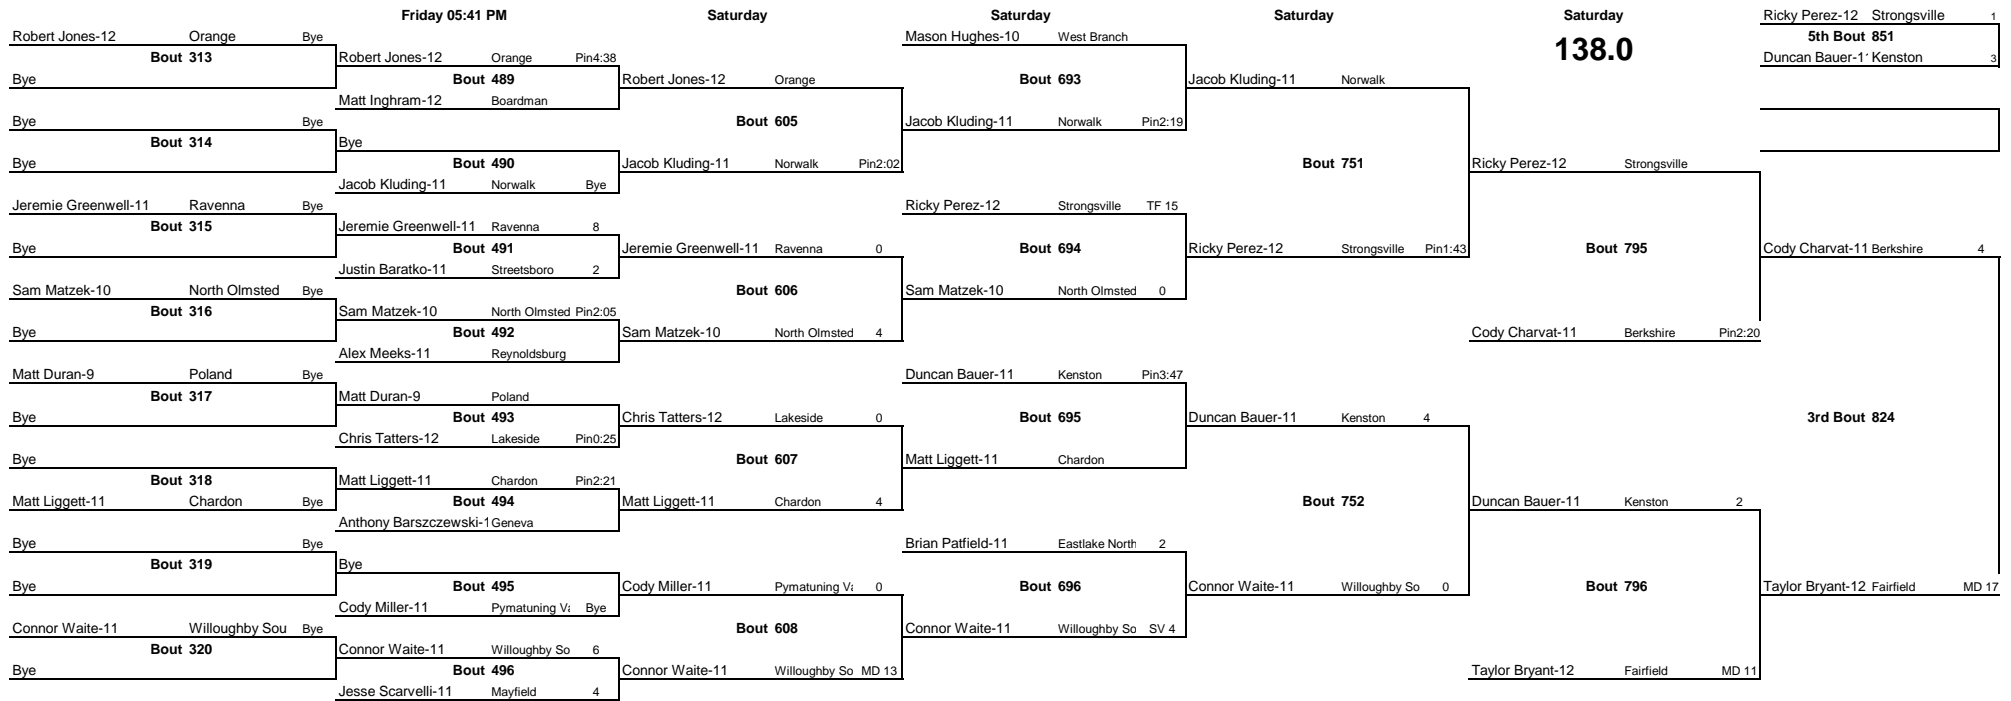 Friday 05:41 PM Saturday Saturday Saturday Saturday Ricky Perez-12 Strongsville 1
Robert Jones-12 Orange Bye Mason Hughes-10 West Branch 138.0 5th Bout 851
Bout 313 Robert Jones-12 Orange Pin4:38 Duncan Bauer-1 Kenston 3
Bye Bout 489 Robert Jones-12 Orange Bout 693 Jacob Kluding-11 Norwalk
Matt Inghram-12 Boardman
Bye Bye Bout 605 Jacob Kluding-11 Norwalk Pin2:19
Bout 314 Bye
Bye Bout 490 Jacob Kluding-11 Norwalk Pin2:02 Bout 751 Ricky Perez-12 Strongsville
Jacob Kluding-11 Norwalk Bye
Jeremie Greenwell-11 Ravenna Bye Ricky Perez-12 Strongsville TF 15
Bout 315 Jeremie Greenwell-11 Ravenna 8
Bye Bout 491 Jeremie Greenwell-11 Ravenna 0 Bout 694 Ricky Perez-12 Strongsville Pin1:43 Bout 795 Cody Charvat-11 Berkshire 4
Justin Baratko-11 Streetsboro 2
Sam Matzek-10 North Olmsted Bye Bout 606 Sam Matzek-10 North Olmsted 0
Bout 316 Sam Matzek-10 North Olmsted Pin2:05
Bye Bout 492 Sam Matzek-10 North Olmsted 4 Cody Charvat-11 Berkshire Pin2:20
Alex Meeks-11 Reynoldsburg
Matt Duran-9 Poland Bye Duncan Bauer-11 Kenston Pin3:47
Bout 317 Matt Duran-9 Poland
Bye Bout 493 Chris Tatters-12 Lakeside 0 Bout 695 Duncan Bauer-11 Kenston 4 3rd Bout 824
Chris Tatters-12 Lakeside Pin0:25
Bye Bout 607 Matt Liggett-11 Chardon
Bout 318 Matt Liggett-11 Chardon Pin2:21
Matt Liggett-11 Chardon Bye Bout 494 Matt Liggett-11 Chardon 4 Bout 752 Duncan Bauer-11 Kenston 2
Anthony Barszczewski-1 Geneva
Bye Bye Brian Patfield-11 Eastlake North 2
Bout 319 Bye
Bye Bout 495 Cody Miller-11 Pymatuning Va 0 Bout 696 Connor Waite-11 Willoughby So 0 Bout 796 Taylor Bryant-12 Fairfield MD 17
Cody Miller-11 Pymatuning Va Bye
Connor Waite-11 Willoughby Sou Bye Bout 608 Connor Waite-11 Willoughby So SV 4
Bout 320 Connor Waite-11 Willoughby So 6
Bye Bout 496 Connor Waite-11 Willoughby So MD 13 Taylor Bryant-12 Fairfield MD 11
Jesse Scarvelli-11 Mayfield 4